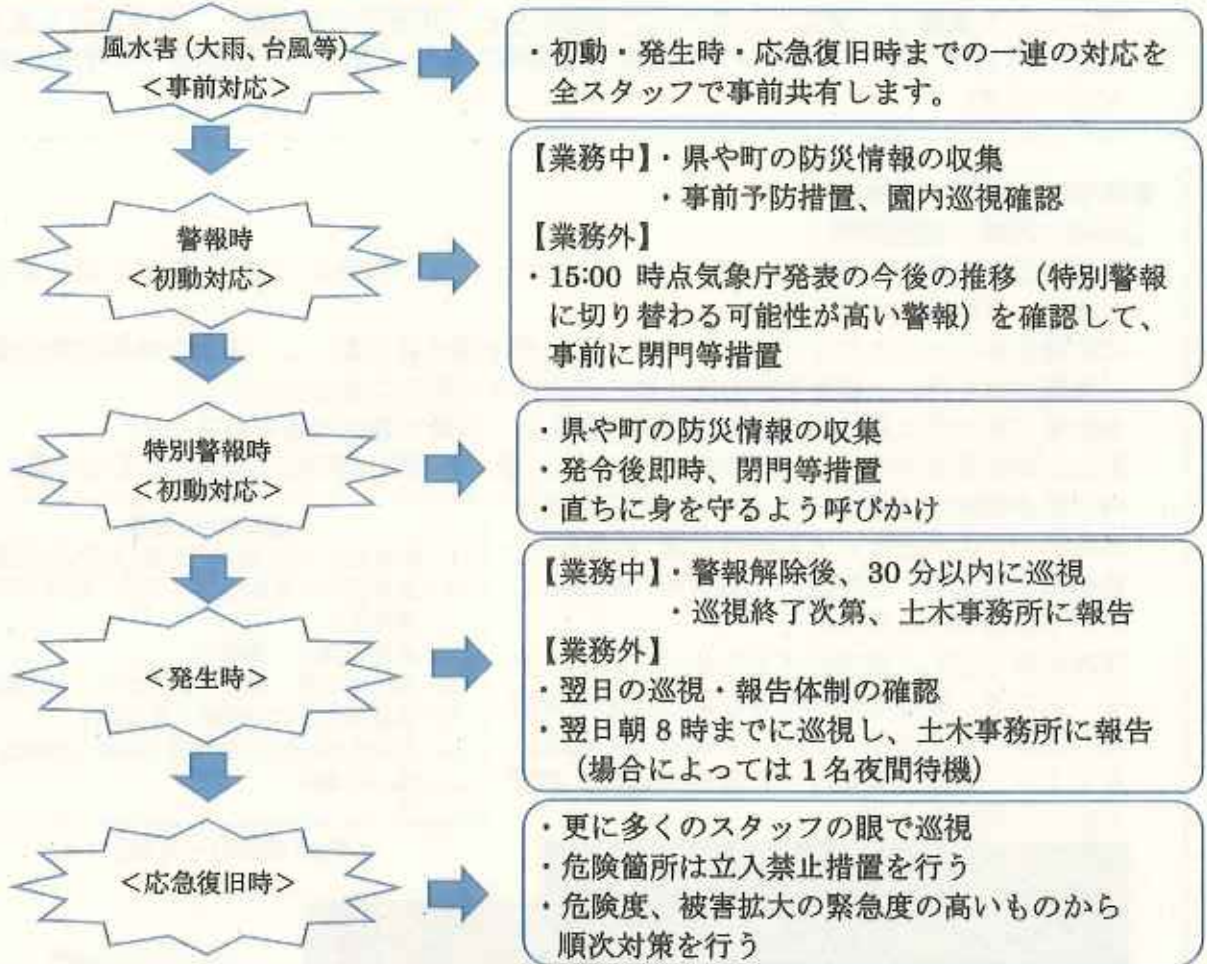 風水害(大雨、台風等)
<事前対応>
・初動・発生時・応急復旧時までの一連の対応を
全スタッフで事前共有します。
警報時
<初動対応>
【業務中】・県や町の防災情報の収集
・事前予防措置、園内巡視確認
【業務外】
・15:00 時点気象庁発表の今後の推移（特別警報
に切り替わる可能性が高い警報）を確認して、
事前に閉門等措置
特別警報時
<初動対応>
・県や町の防災情報の収集
・発令後即時、閉門等措置
・直ちに身を守るよう呼びかけ
<発生時>
【業務中】・警報解除後、30 分以内に巡視
・巡視終了次第、土木事務所に報告
【業務外】
・翌日の巡視・報告体制の確認
・翌日朝 8 時までに巡視し、土木事務所に報告
（場合によっては 1 名夜間待機）
<応急復旧時>
・更に多くのスタッフの眼で巡視
・危険箇所は立入禁止措置を行う
・危険度、被害拡大の緊急度の高いものから
順次対策を行う